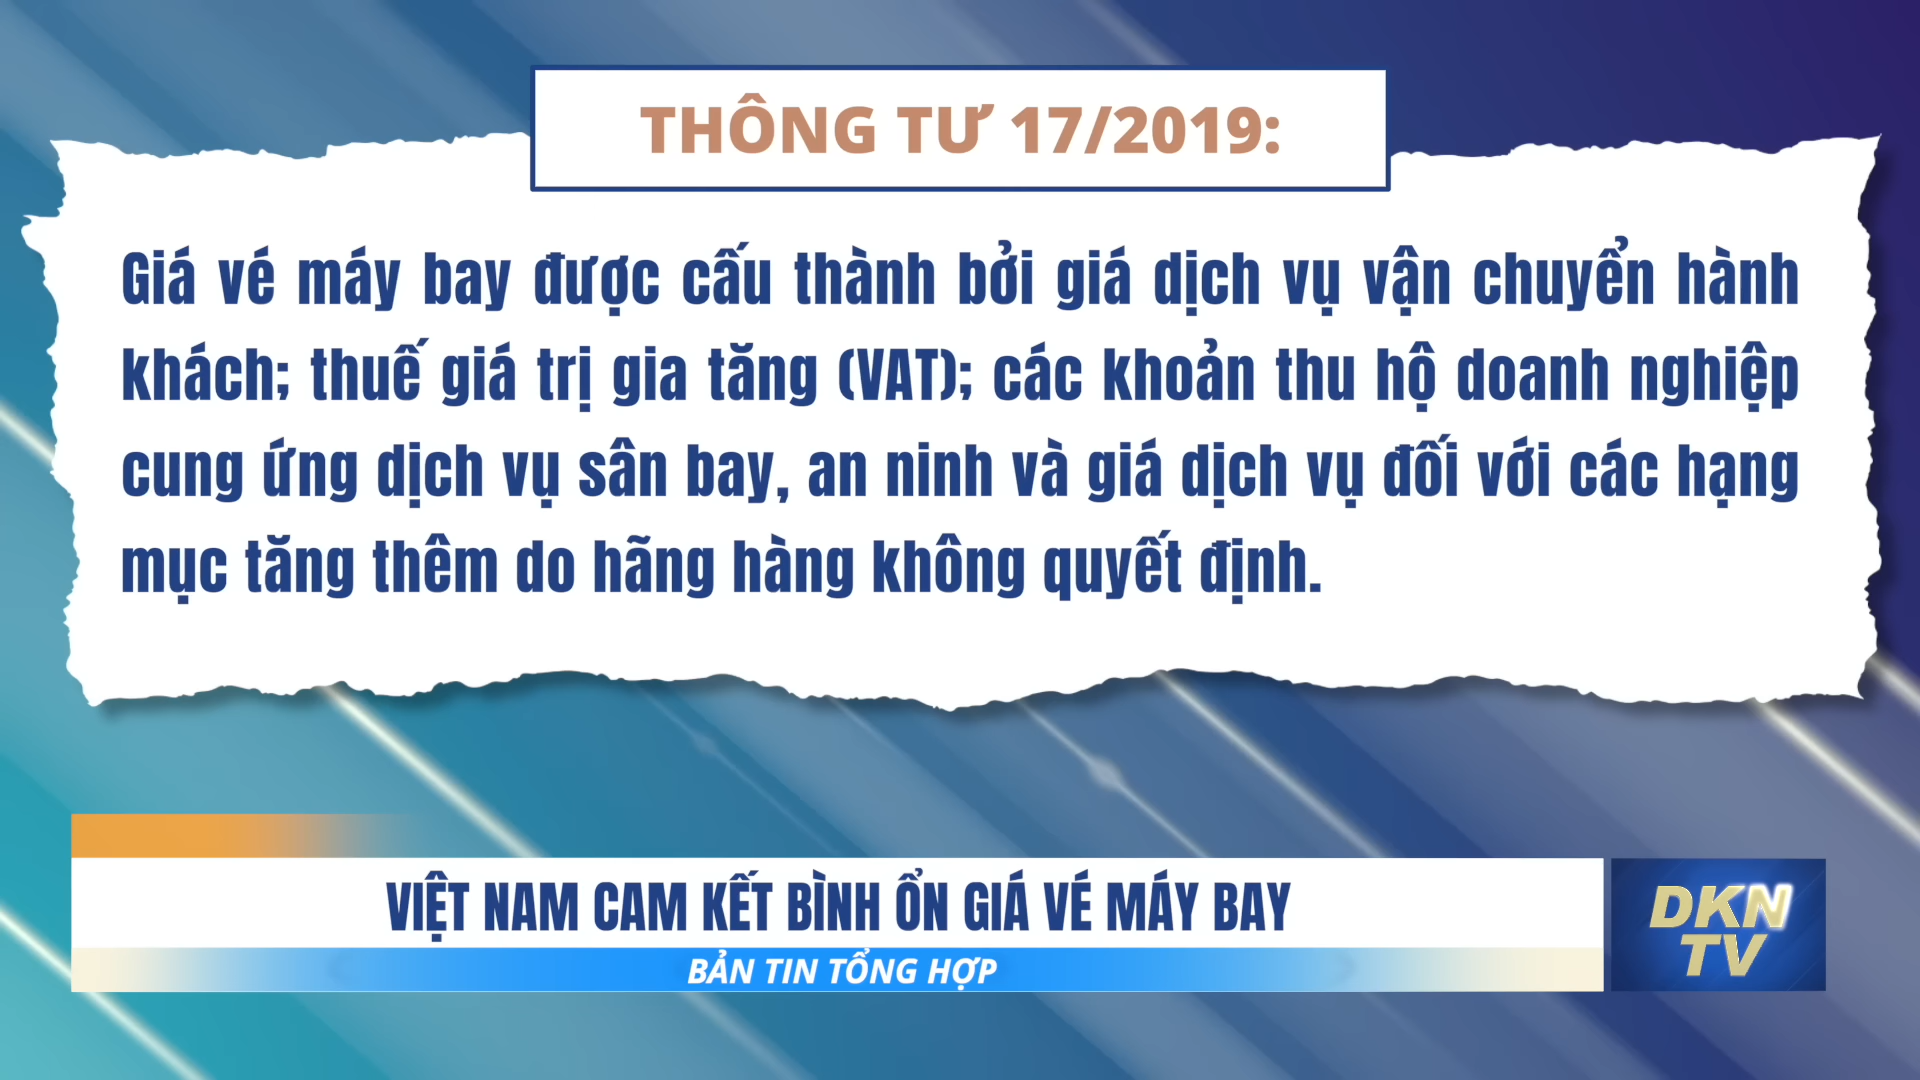 THÔNG TƯ 17/2019:
Giá vé máy bay được cấu thành bởi giá dịch vụ vận chuyển hành
khách; thuế giá trị gia tăng (VAT); các khoản thu hộ doanh nghiệp
cung ứng dịch vụ sân bay, an ninh và giá dịch vụ đối với các hạng
mục tăng thêm do hãng hàng không quyết định.
VIỆT NAM CAM KẾT BÌNH ỔN GIÁ VÉ MÁY BAY
BẢN TIN TỔNG HỢP
DKN
TV